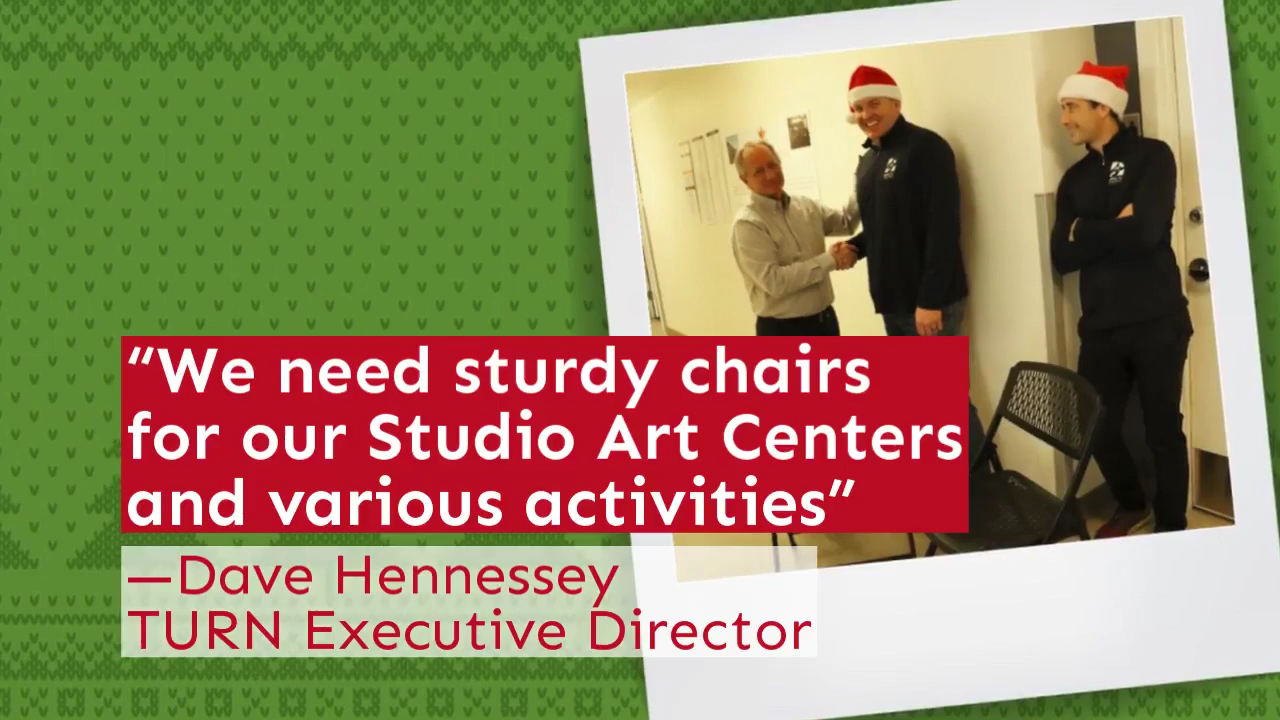 “We need sturdy chairs
for our Studio Art Centers
and various activities”
—Dave Hennessey
TURN Executive Director